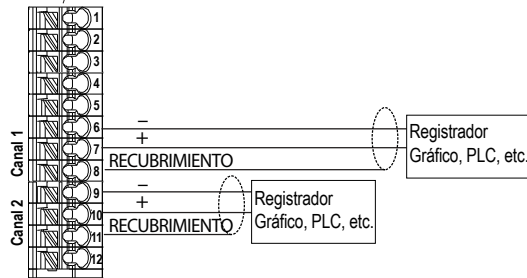 1
2
3
4
5
6
7
8
9
10
11
12
Canal 1
Canal 2
−
+
RECUBRIMIENTO
Registrador
Gráfico, PLC, etc.
−
+
RECUBRIMIENTO
Registrador
Gráfico, PLC, etc.